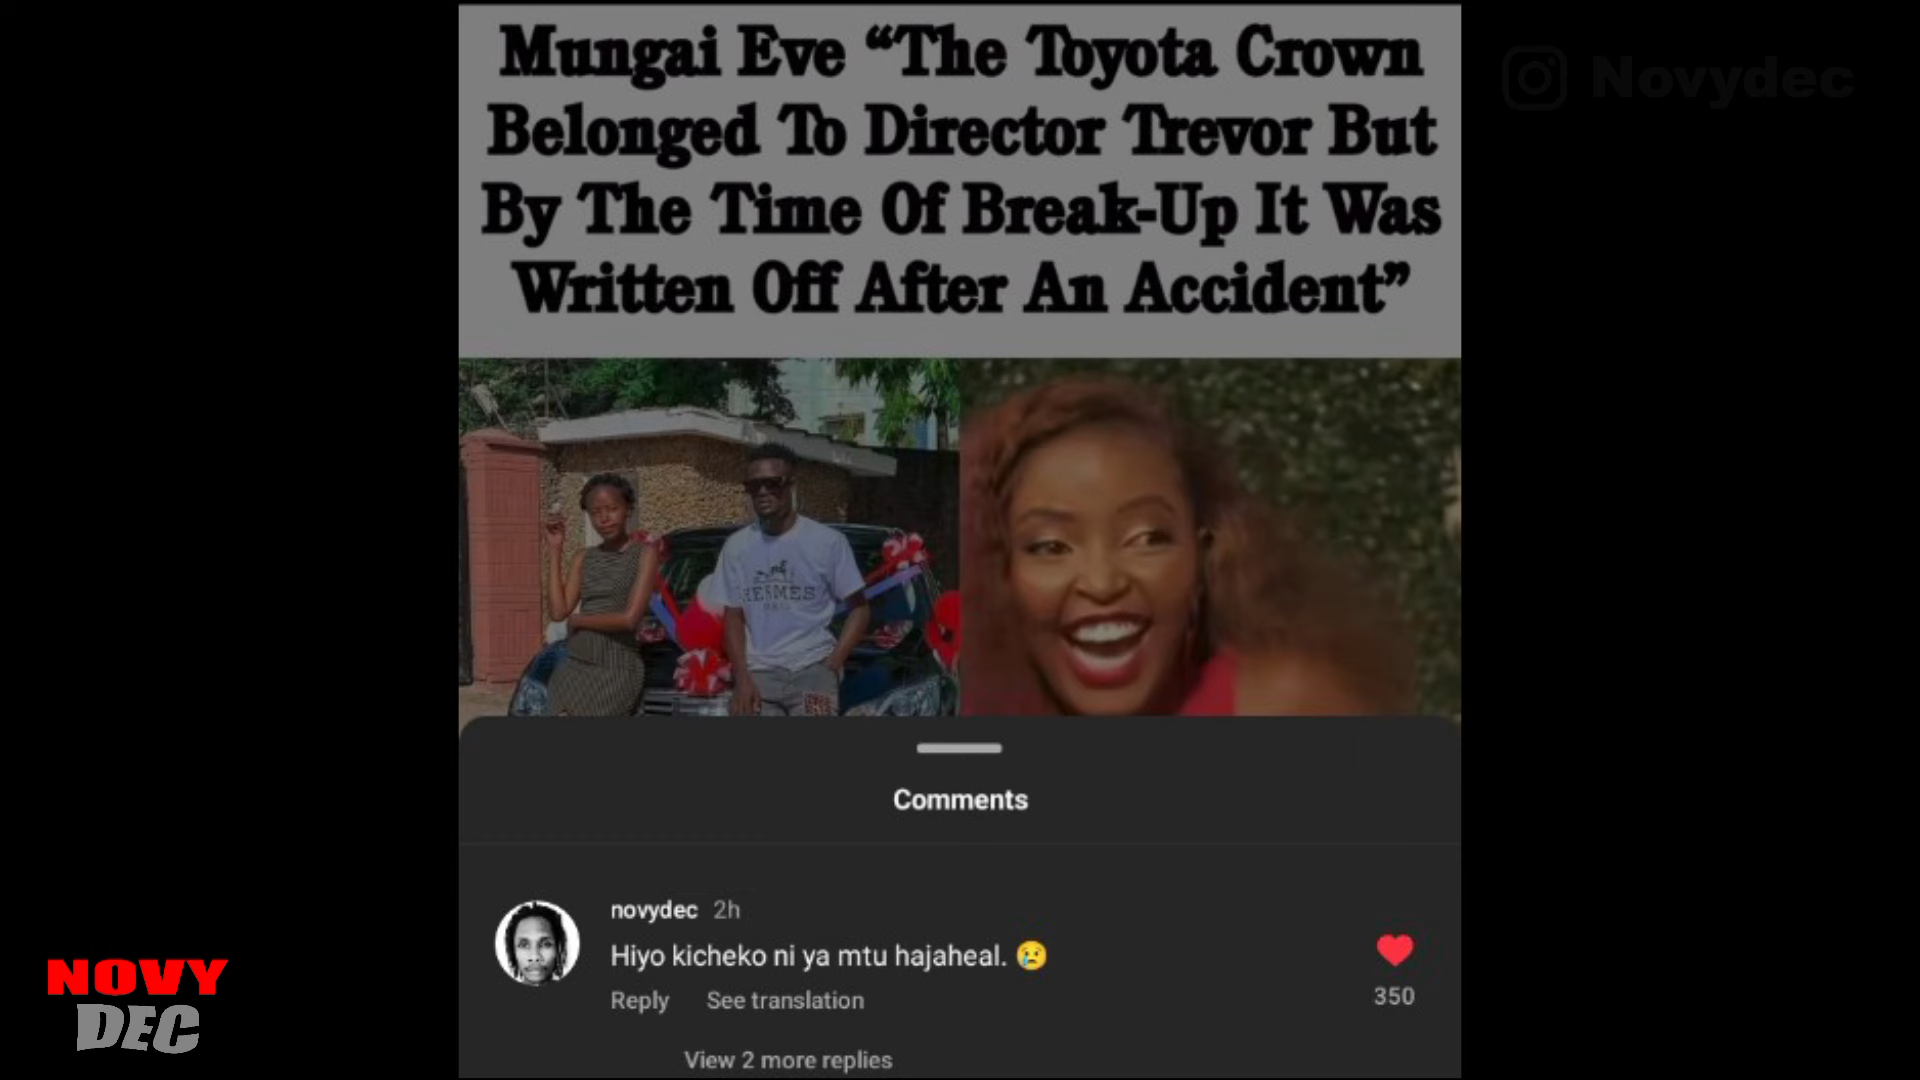 Mungai Eve “The Toyota Crown
Belonged To Director Trevor But
By The Time Of Break-Up It Was
Written Off After An Accident”
Novydec
HERMES
Comments
novydec 2h
Hiyo kicheko ni ya mtu hajaheal. 😢
350
Reply See translation
View 2 more replies
NOVY
DEC